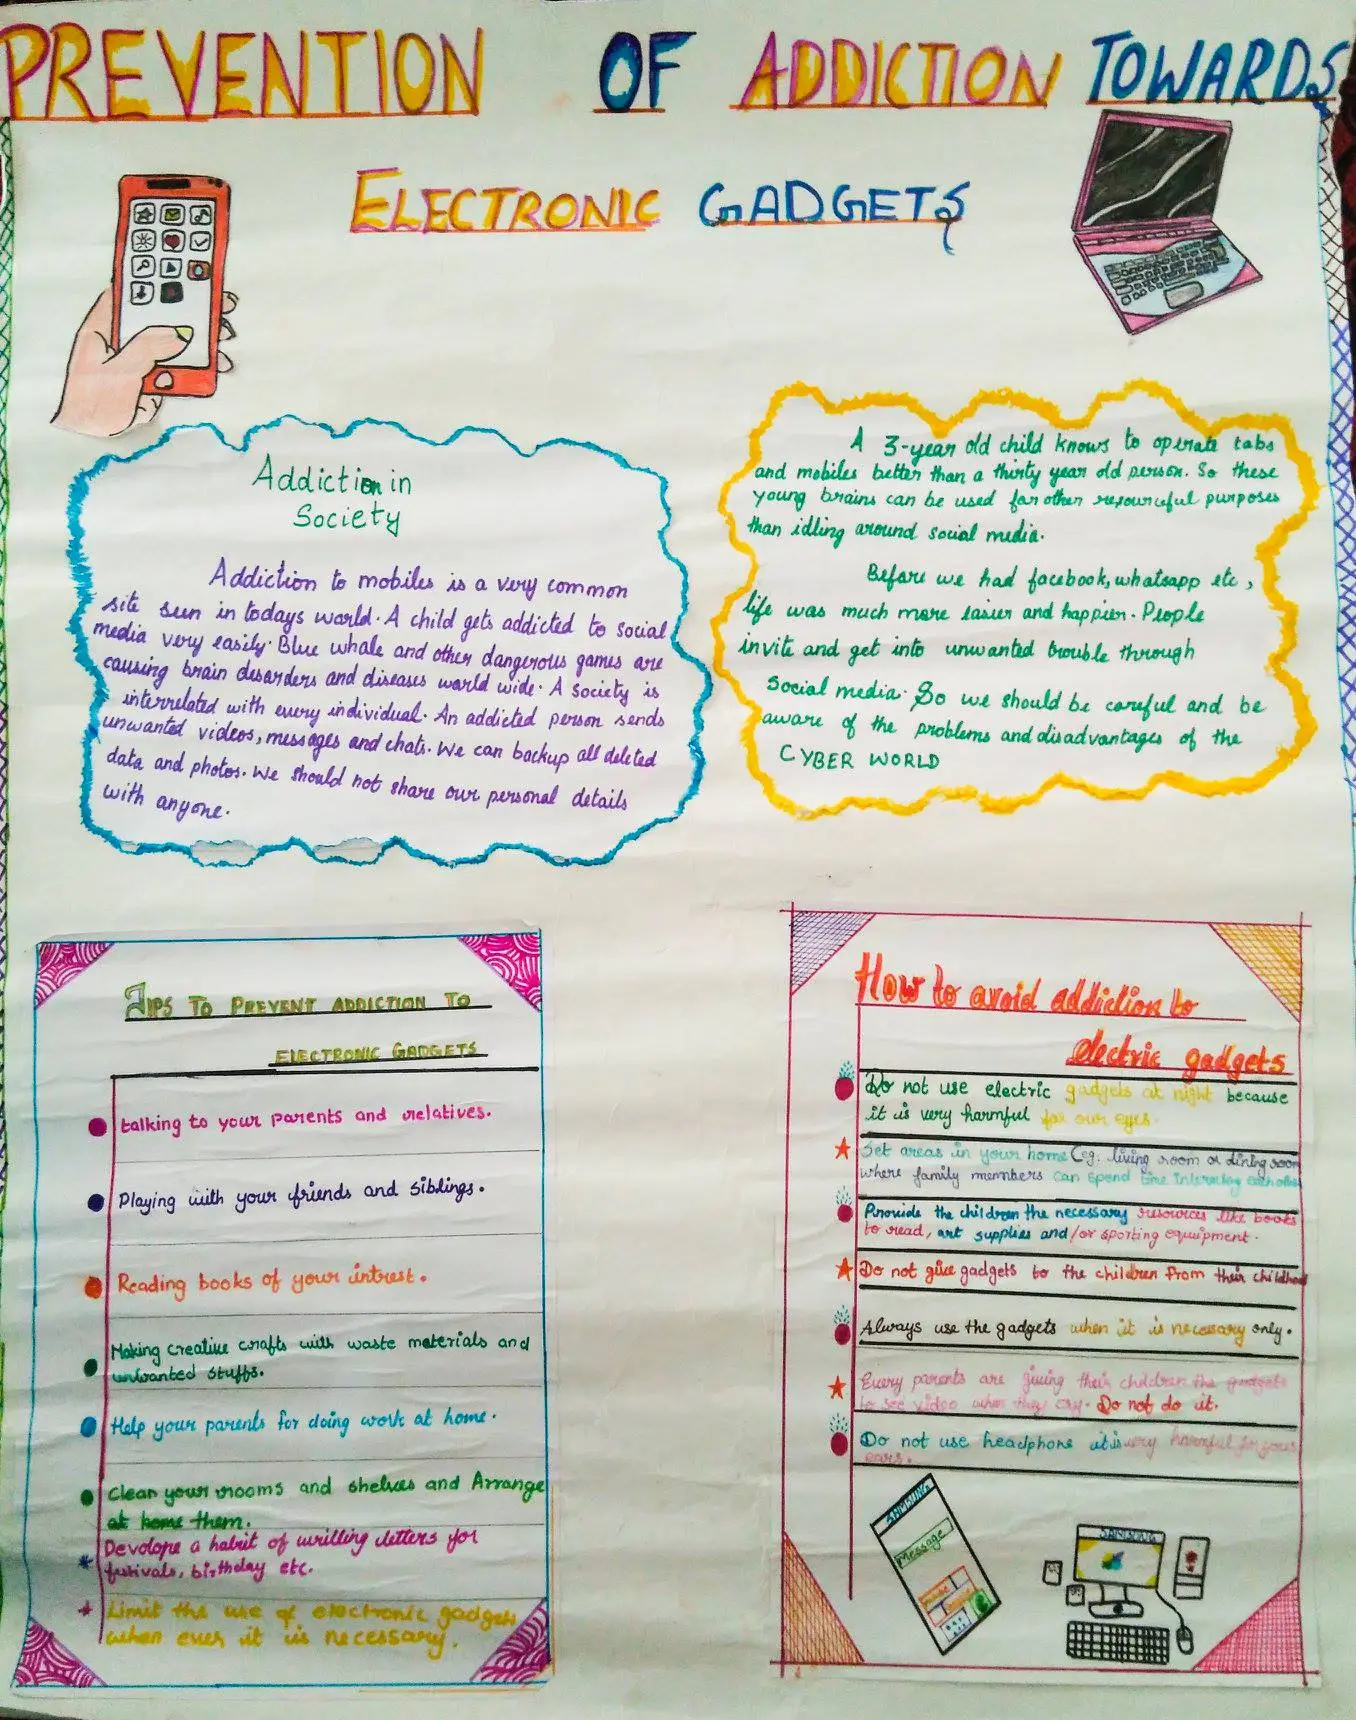 PREVENTION OF ADDICTION TOWARDS
ELECTRONIC GADGETS
Addiction in
Society
Addiction to mobiles is a very common
site seen in todays world. A child gets addicted to social
media very easily. Blue whale and other dangerous games are
causing brain desarders and diseases world wide. A society is
interrelated with every individual. An addicted person sends
unwanted videos, messages and chats. We can backup all deleted
data and photos. We should not share our personal details
with anyone.
A 3-year old child knows to operate tabs
and mobiles better than a thirty year old person. So these
young brains can be used for other resourceful purposes
than idling around social media.
Before we had facebook, whatsapp etc,
life was much more easier and happier. People
invite and get into unwanted trouble through
social media. So we should be careful and be
aware of the problems and disadvantages of the
CYBER WORLD
TIPS TO PREVENT ADDICTION TO
ELECTRONIC GADGETS
talking to your parents and relatives.
Playing with your friends and siblings.
Reading books of your intrest.
Making creative crafts with waste materials and
unwanted stuffs.
Help your parents for doing work at home.
Clean your rooms and shelves and Arrange
at home them.
Devolope a habit of writting letters for
festivals, birthday etc.
Limit the use of electronic gadgets
when ever it is necessary.
How to avoid addiction to
electric gadgets
Do not use electric gadgets at night because
it is very harmful for our eyes.
Set areas in your home (eg. living room or dining room
where family members can spend time
Provide the children the necessary resources like books
to read, art supplies and/or sporting equipment.
Do not give gadgets to the children from their childhood
Always use the gadgets when it is necessary only.
Every parents are giving their children the gadgets
to see video when they cry. Do not do it.
Do not use headphone it is very harmful for your
ears.
SAMSUNG
Message
SAMSUNG